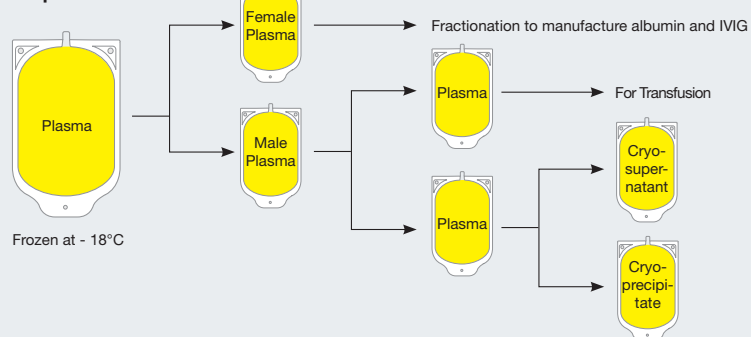 Female
Plasma
Fractionation to manufacture albumin and IVIG
Plasma
Plasma
For Transfusion
Male
Plasma
Cryo-
super-
natant
Plasma
Frozen at - 18°C
Cryo-
precipi-
tate